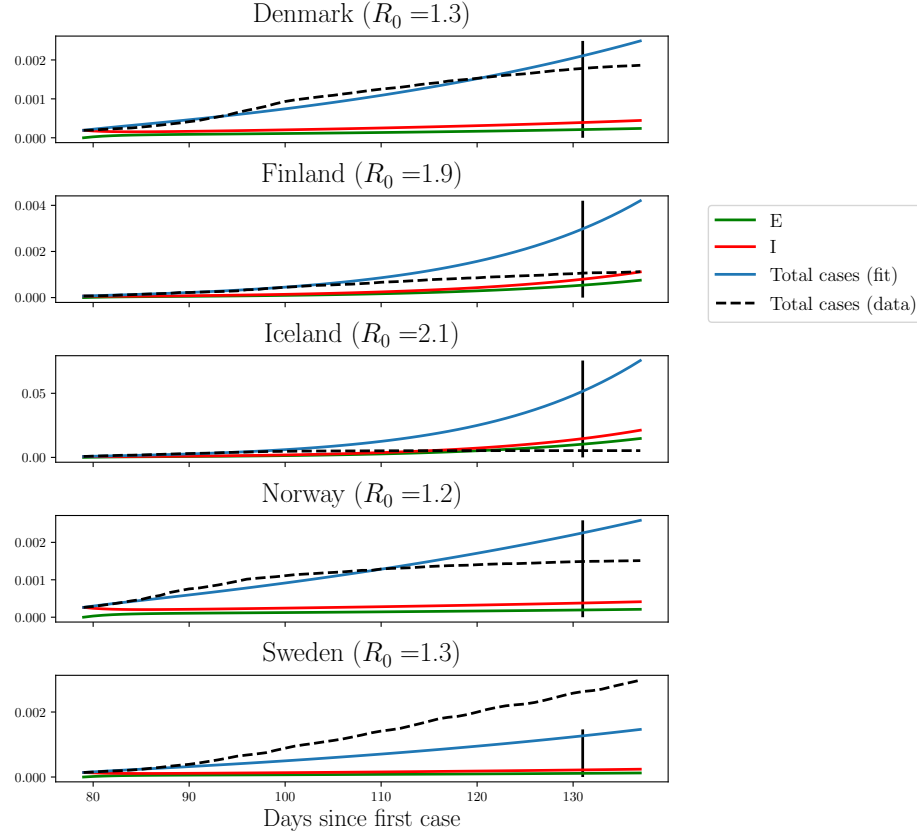 Denmark (R₀ =1.3)
0.002
0.001
0.000
Finland (R₀ =1.9)
0.004
0.002
0.000
E
I
Total cases (fit)
Total cases (data)
Iceland (R₀ =2.1)
0.05
0.00
Norway (R₀ =1.2)
0.002
0.001
0.000
Sweden (R₀ =1.3)
0.002
0.000
80 90 100 110 120 130
Days since first case